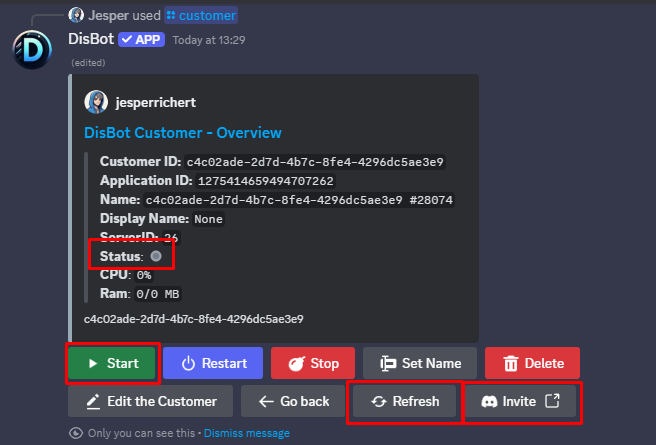 Jesper used customer
DisBot ✓ APP Today at 13:29
(edited)
jesperrichert
DisBot Customer - Overview
Customer ID: c4c02ade-2d7d-4b7c-8fe4-4296dc5ae3e9
Application ID: 1275414659494707262
Name: c4c02ade-2d7d-4b7c-8fe4-4296dc5ae3e9 #28074
Display Name: None
ServerID: 26
Status:
CPU: 0%
Ram: 0/0 MB
c4c02ade-2d7d-4b7c-8fe4-4296dc5ae3e9
Start Restart Stop Set Name Delete
Edit the Customer Go back Refresh Invite
Only you can see this • Dismiss message